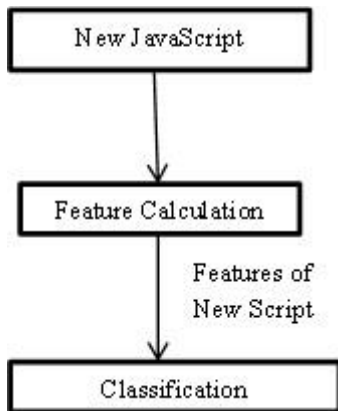 New JavaScript
Feature Calculation
Features of
New Script
Classification